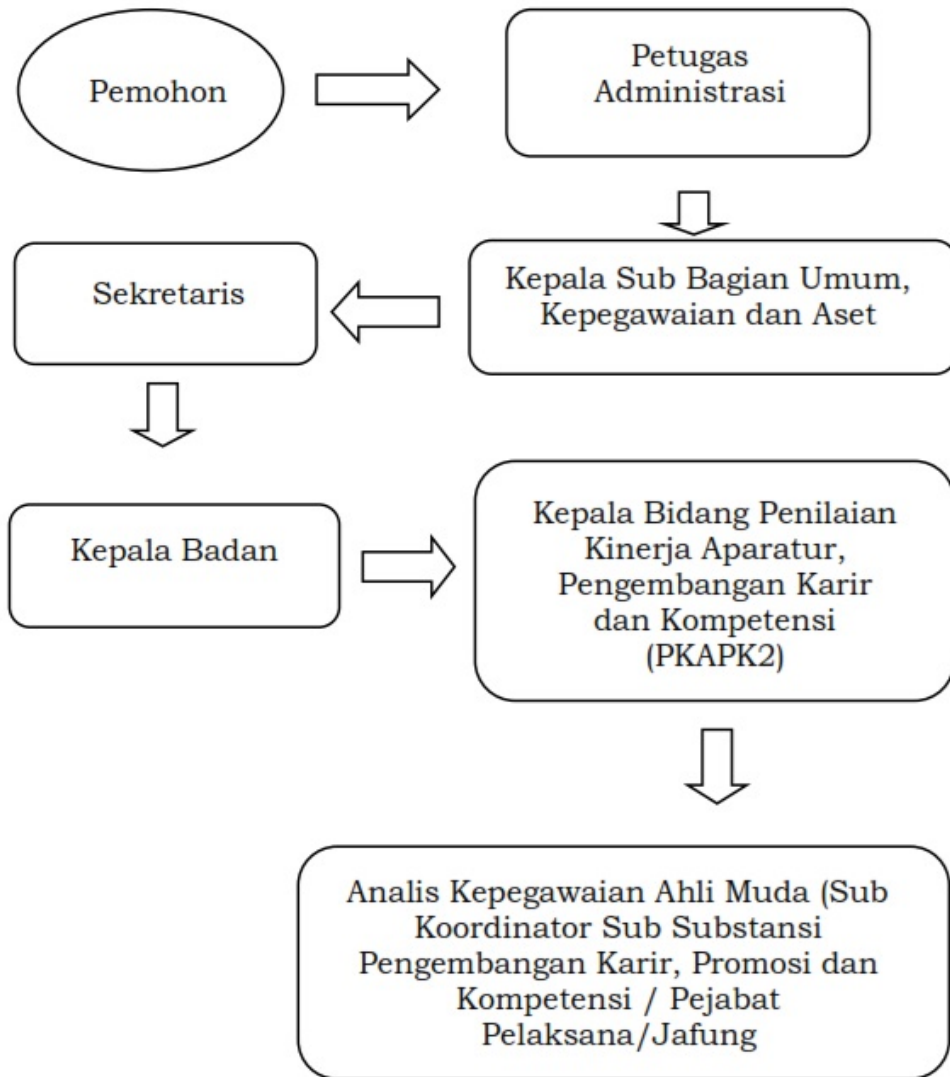 Pemohon
Petugas
Administrasi
Kepala Sub Bagian Umum,
Kepegawaian dan Aset
Sekretaris
Kepala Badan
Kepala Bidang Penilaian
Kinerja Aparatur,
Pengembangan Karir
dan Kompetensi
(PKAPK2)
Analis Kepegawaian Ahli Muda (Sub
Koordinator Sub Substansi
Pengembangan Karir, Promosi dan
Kompetensi / Pejabat
Pelaksana/Jafung